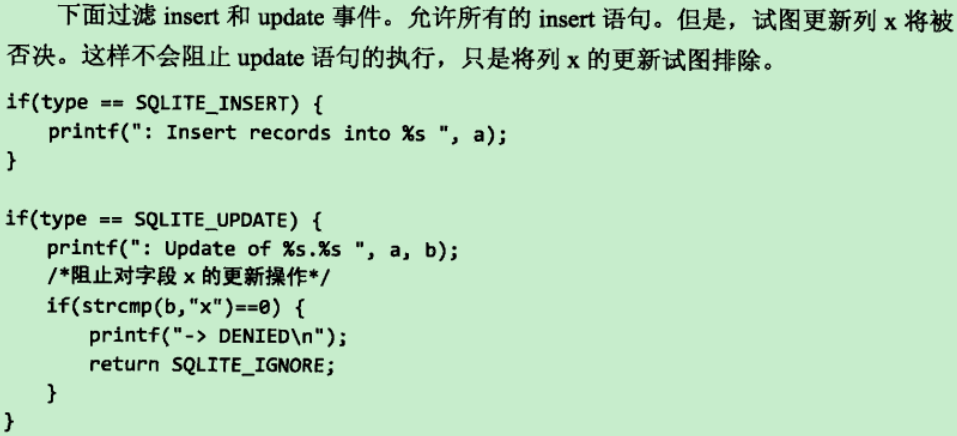 下面过滤 insert 和 update 事件。允许所有的 insert 语句。但是，试图更新列 x 将被
否决。这样不会阻止 update 语句的执行，只是将列 x 的更新试图排除。
if(type == SQLITE_INSERT) {
    printf(": Insert records into %s ", a);
}
if(type == SQLITE_UPDATE) {
    printf(": Update of %s.%s ", a, b);
    /*阻止对字段 x 的更新操作*/
    if(strcmp(b,"x")==0) {
        printf("-> DENIED\n");
        return SQLITE_IGNORE;
    }
}